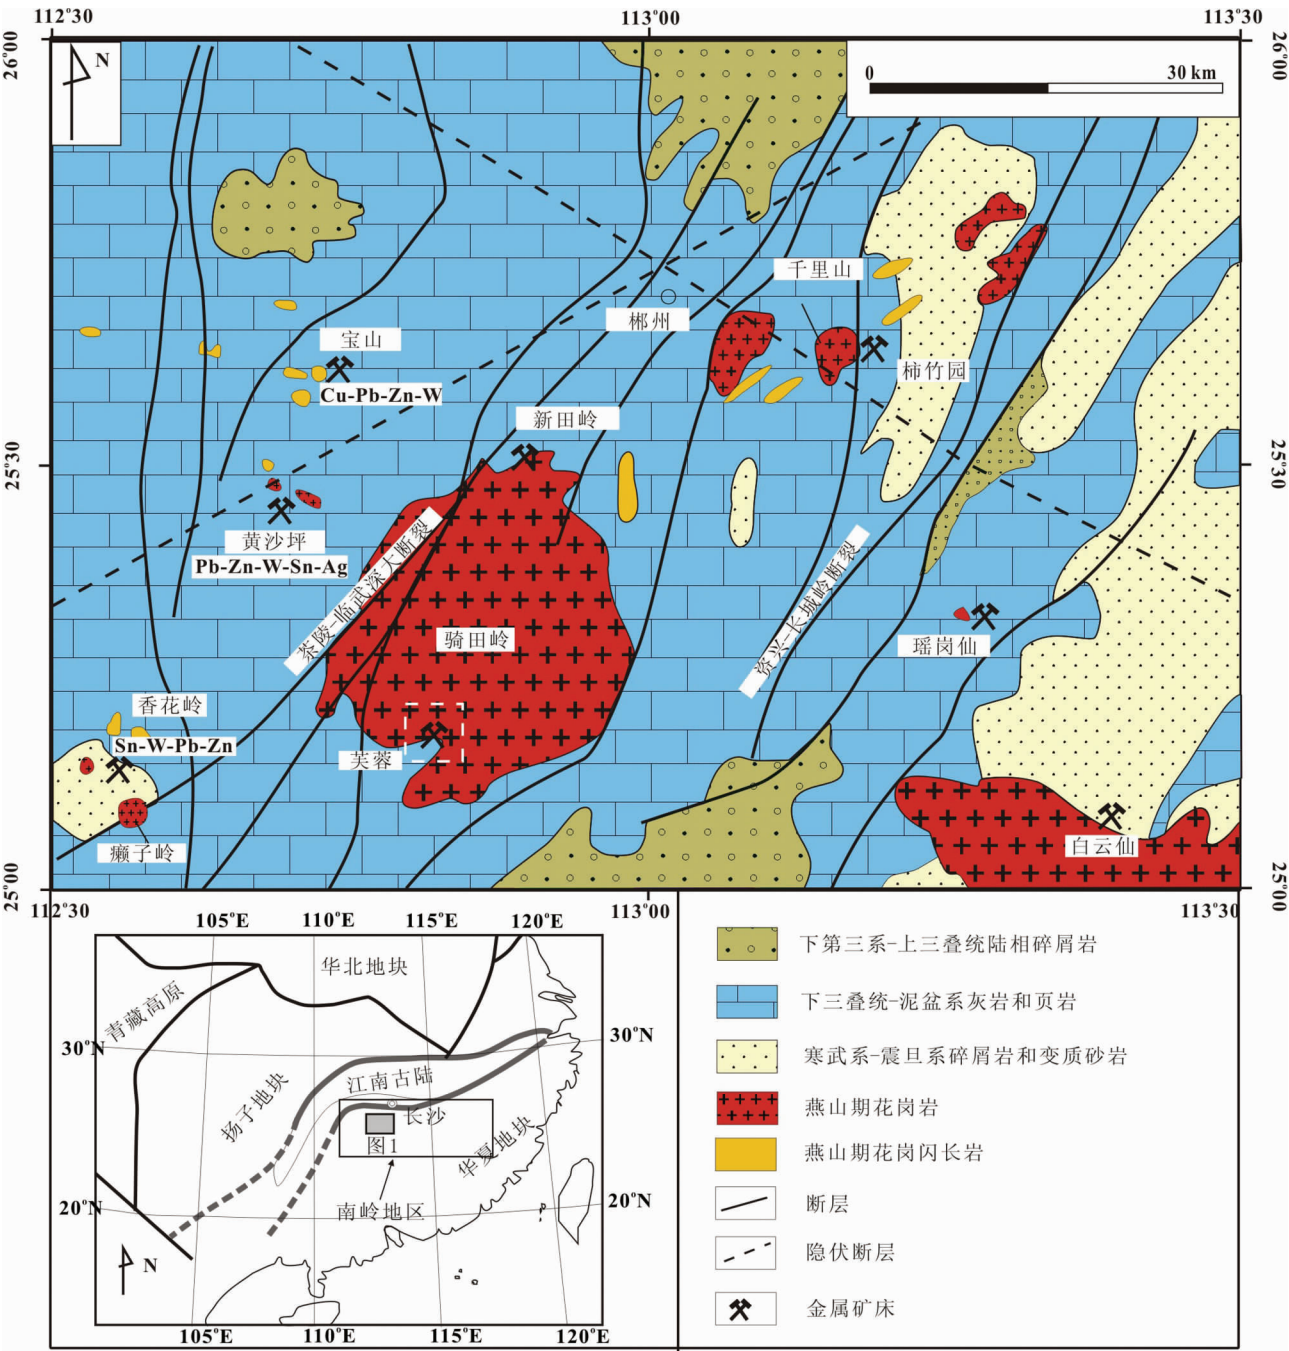 112°30
113°00
113°30
26°00
26°00
N
0
30 km
千里山
郴州
宝山
Cu-Pb-Zn-W
柿竹园
新田岭
25°30
25°30
黄沙坪
Pb-Zn-W-Sn-Ag
茶陵-临武深大断裂
资兴-长城岭断裂
骑田岭
瑶岗仙
香花岭
Sn-W-Pb-Zn
芙蓉
癞子岭
白云仙
25°00
25°00
112°30
113°00
113°30
105°E
110°E
115°E
120°E
华北地块
青藏高原
30°N
30°N
江南古陆
扬子地块
长沙
图1
华夏地块
南岭地区
20°N
20°N
N
105°E
110°E
115°E
120°E
下第三系-上三叠统陆相碎屑岩
下三叠统-泥盆系灰岩和页岩
寒武系-震旦系碎屑岩和变质砂岩
燕山期花岗岩
燕山期花岗闪长岩
断层
隐伏断层
金属矿床